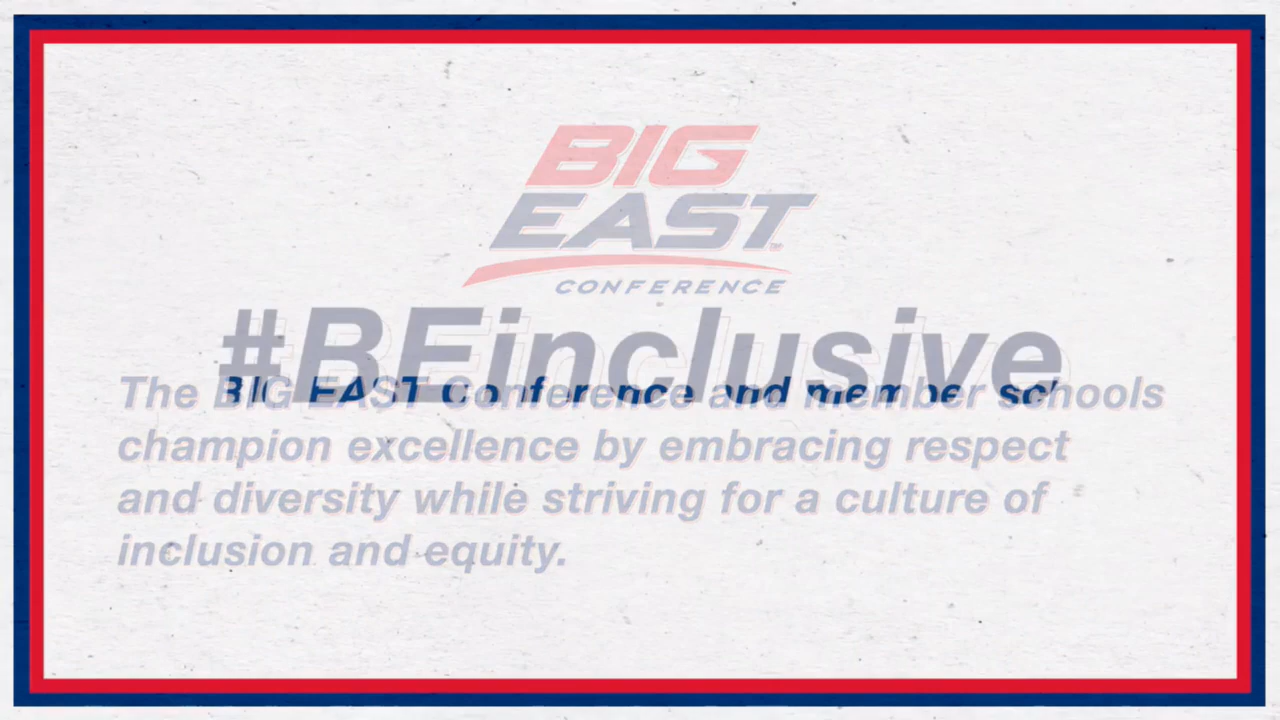 BIG
EAST™
CONFERENCE
#BEinclusive
The BIG EAST Conference and member schools
champion excellence by embracing respect
and diversity while striving for a culture of
inclusion and equity.